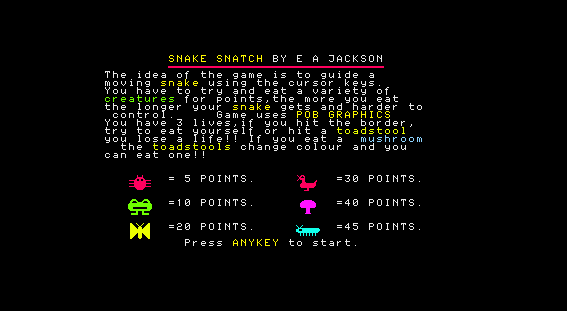 SNAKE SNATCH BY E A JACKSON
The idea of the game is to guide a
moving snake using the cursor keys.
You have to try and eat a variety of
creatures for points,the more you eat
the longer your snake gets and harder to
control. Game uses POB GRAPHICS
You have 3 lives,if you hit the border,
try to eat yourself or hit a toadstool
you lose a life!! If you eat a mushroom
the toadstools change colour and you
can eat one!!
= 5 POINTS. =30 POINTS.
=10 POINTS. =40 POINTS.
=20 POINTS. =45 POINTS.
Press ANYKEY to start.